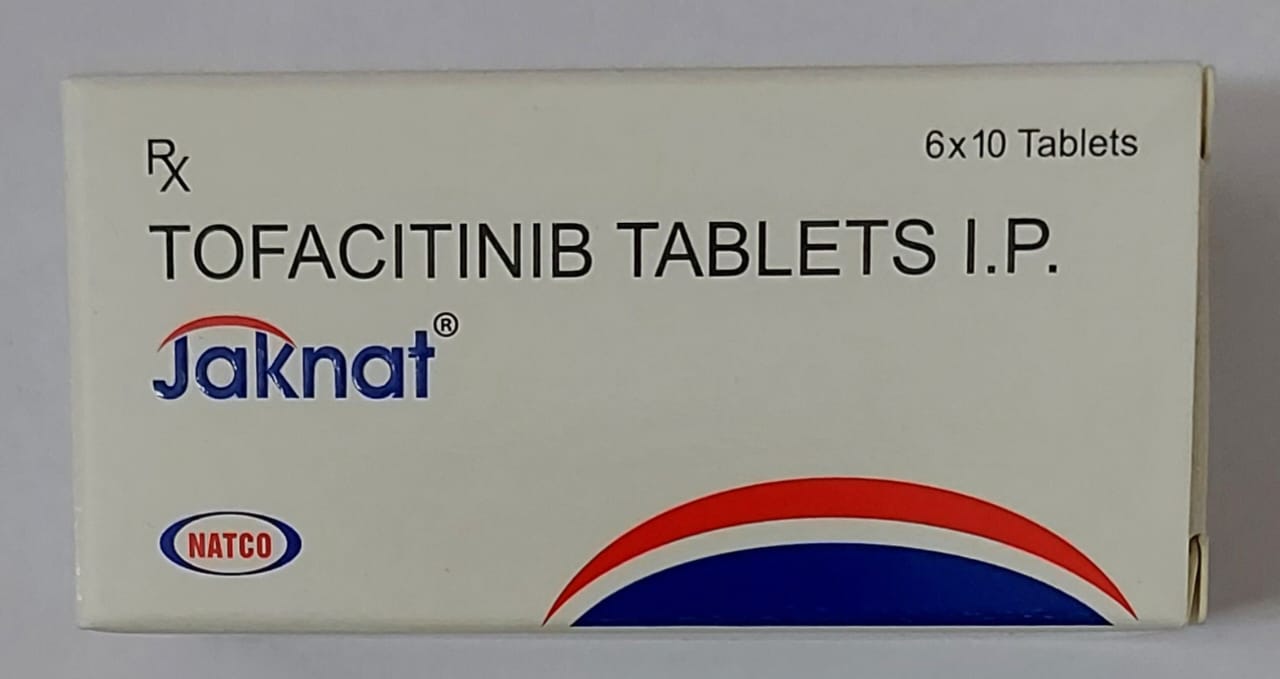 Rx
6x10 Tablets
TOFACITINIB TABLETS I.P.
Jaknat®
NATCO